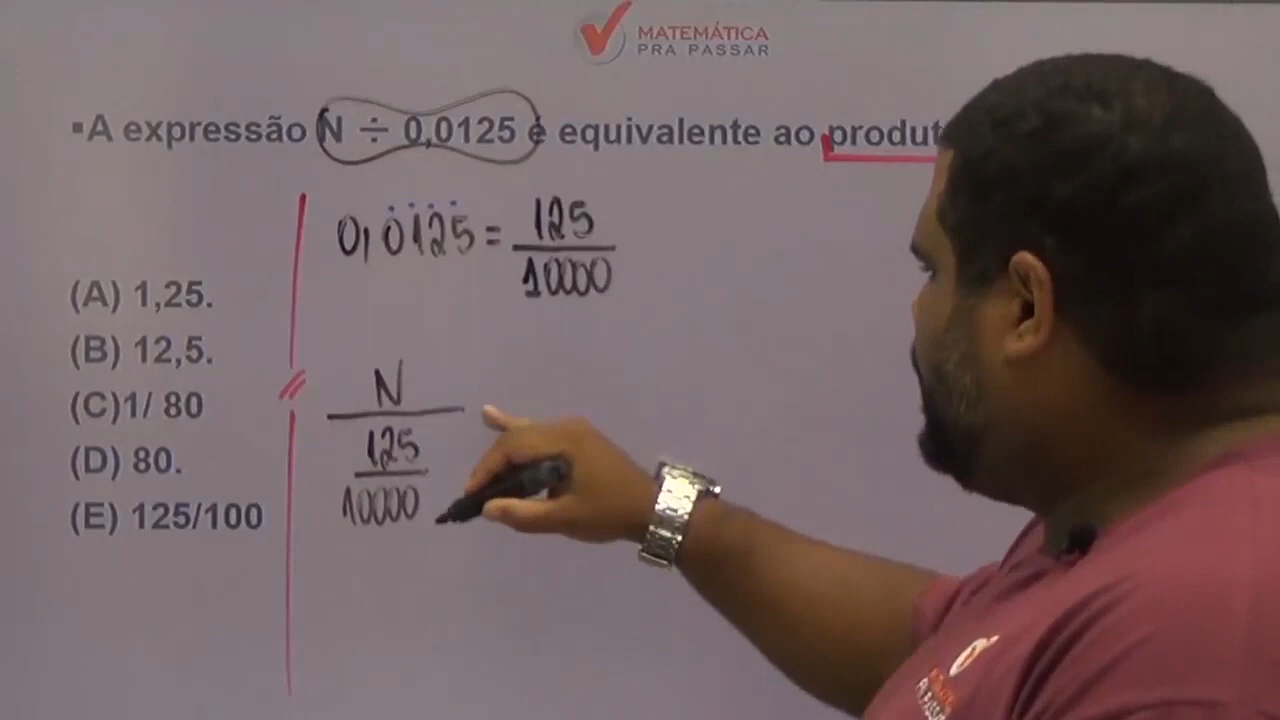 MATEMÁTICA
PRA PASSAR
▪A expressão N ÷ 0,0125 é equivalente ao produt
0,0125 = 125/10000
(A) 1,25.
(B) 12,5.
(C)1/ 80
(D) 80.
(E) 125/100
N
125
10000